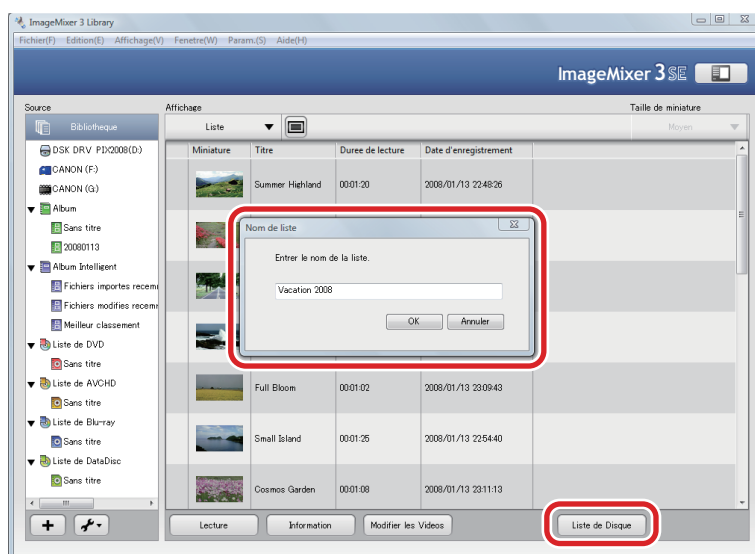 ImageMixer 3 Library
Fichier(F) Edition(E) Affichage(V) Fenetre(W) Param.(S) Aide(H)
ImageMixer 3 SE
Source Affichage Taille de miniature
Bibliotheque Liste Moyen
DSK DRV PIX2008(D:) Miniature Titre Duree de lecture Date d'enregistrement
CANON (F:)
CANON (G:) Summer Highland 00:01:20 2008/01/13 22:48:26
Album
Sans titre
20080113
Nom de liste
Entrer le nom de la liste.
Vacation 2008
OK Annuler
Album Intelligent
Fichiers importes recem
Fichiers modifies recem
Meilleur classement
Liste de DVD
Sans titre
Liste de AVCHD Full Bloom 00:01:02 2008/01/13 23:09:43
Sans titre
Liste de Blu-ray
Sans titre Small Island 00:01:25 2008/01/13 22:54:40
Liste de DataDisc
Sans titre Cosmos Garden 00:01:08 2008/01/13 23:11:13
Lecture Information Modifier les Videos Liste de Disque